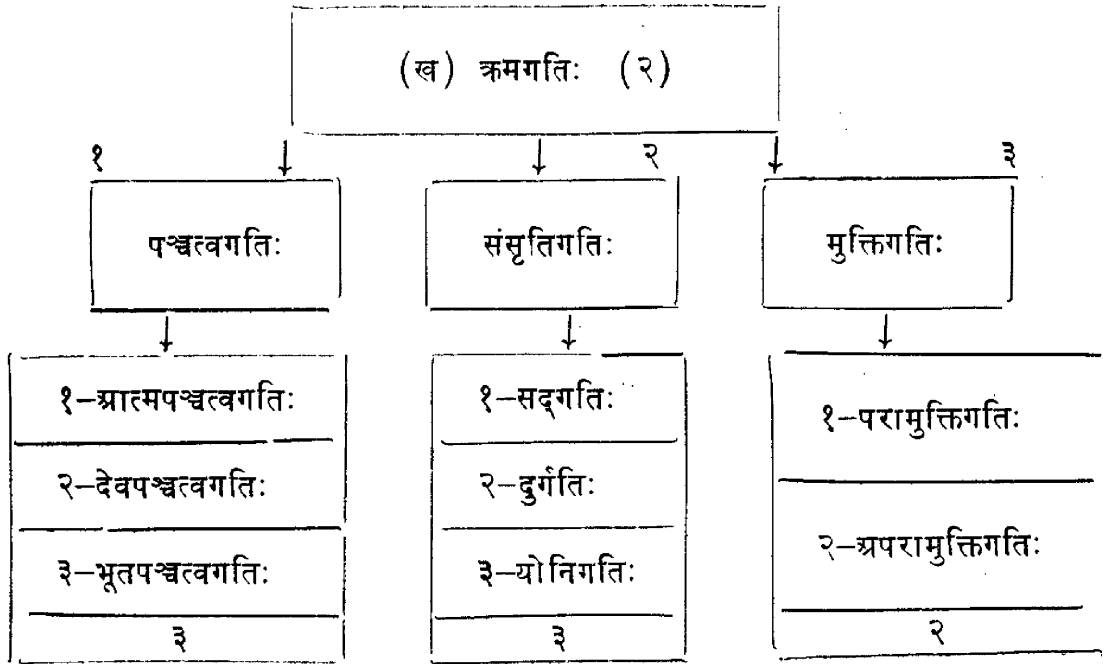 (ख) क्रमगतिः (२)
१ २ ३
पञ्चत्वगतिः संसृतिगतिः मुक्तिगतिः
१–आत्मपञ्चत्वगतिः १–सद्गतिः १–परामुक्तिगतिः
२–देवपञ्चत्वगतिः २–दुर्गतिः २–अपरामुक्तिगतिः
३–भूतपञ्चत्वगतिः ३–योनिगतिः
३ ३ २